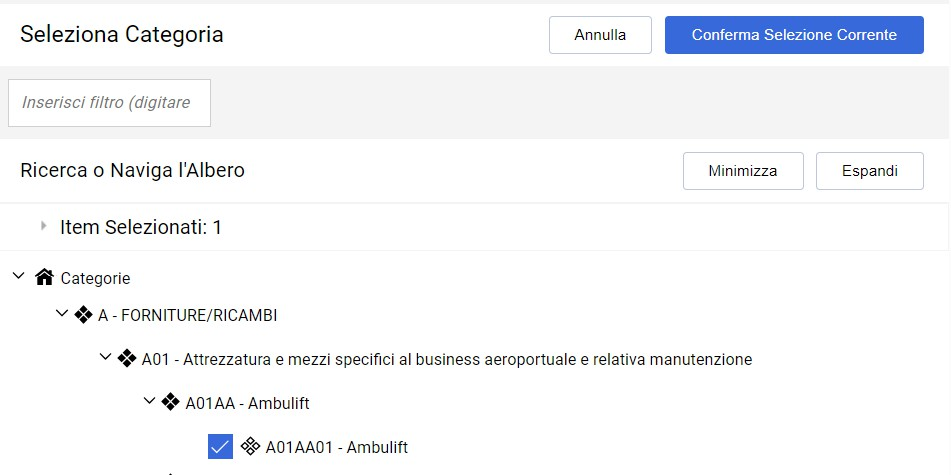 Seleziona Categoria
Annulla
Conferma Selezione Corrente
Inserisci filtro (digitare
Ricerca o Naviga l'Albero
Minimizza
Espandi
Item Selezionati: 1
Categorie
A - FORNITURE/RICAMBI
A01 - Attrezzatura e mezzi specifici al business aeroportuale e relativa manutenzione
A01AA - Ambulift
A01AA01 - Ambulift